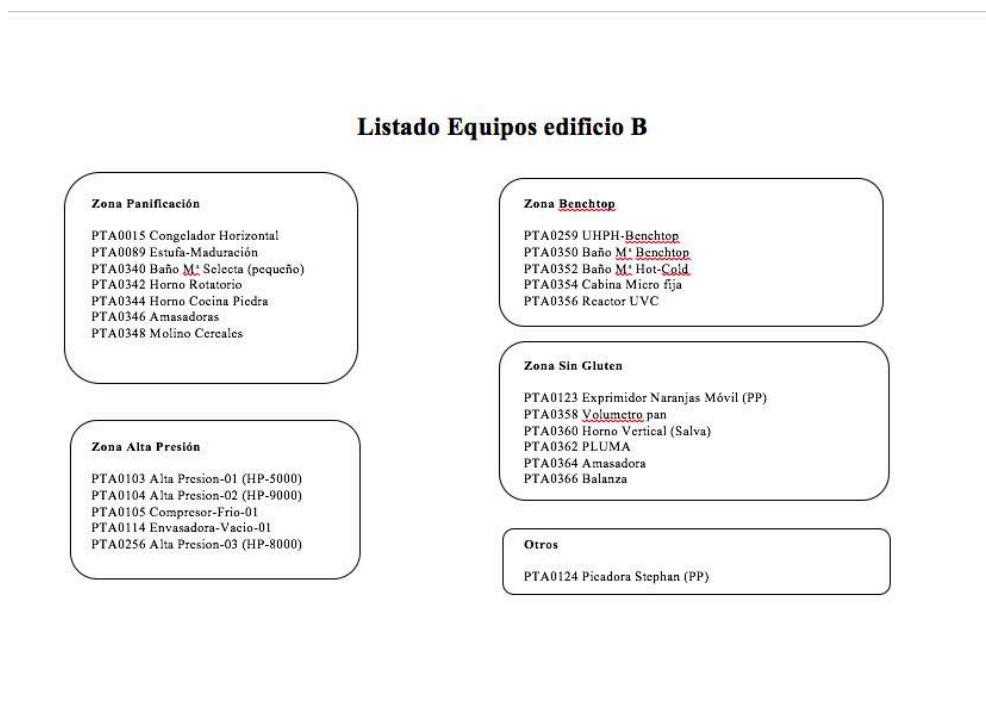 Listado Equipos edificio B
Zona Panificación
PTA0015 Congelador Horizontal
PTA0089 Estufa-Maduración
PTA0340 Baño Mª Selecta (pequeño)
PTA0342 Horno Rotatorio
PTA0344 Horno Cocina Piedra
PTA0346 Amasadoras
PTA0348 Molino Cereales
Zona Alta Presión
PTA0103 Alta Presion-01 (HP-5000)
PTA0104 Alta Presion-02 (HP-9000)
PTA0105 Compresor-Frio-01
PTA0114 Envasadora-Vacio-01
PTA0256 Alta Presion-03 (HP-8000)
Zona Benchtop
PTA0259 UHPH-Benchtop
PTA0350 Baño Mª Benchtop
PTA0352 Baño Mª Hot-Cold
PTA0354 Cabina Micro fija
PTA0356 Reactor UVC
Zona Sin Gluten
PTA0123 Exprimidor Naranjas Móvil (PP)
PTA0358 Volumetro pan
PTA0360 Horno Vertical (Salva)
PTA0362 PLUMA
PTA0364 Amasadora
PTA0366 Balanza
Otros
PTA0124 Picadora Stephan (PP)